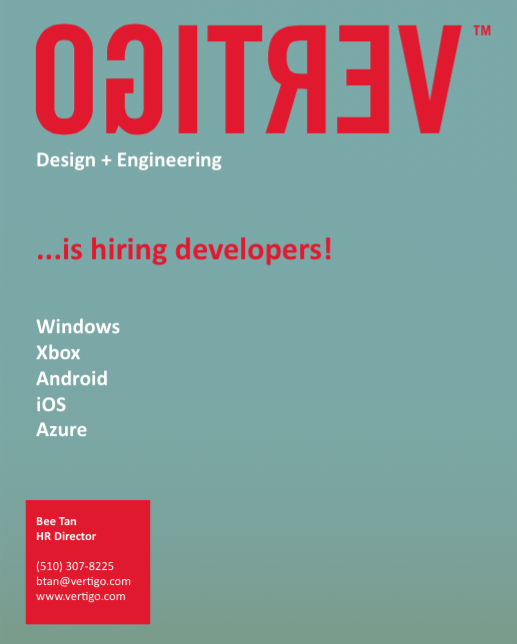 VERTIGO™
Design + Engineering
...is hiring developers!
Windows
Xbox
Android
iOS
Azure
Bee Tan
HR Director
(510) 307-8225
btan@vertigo.com
www.vertigo.com